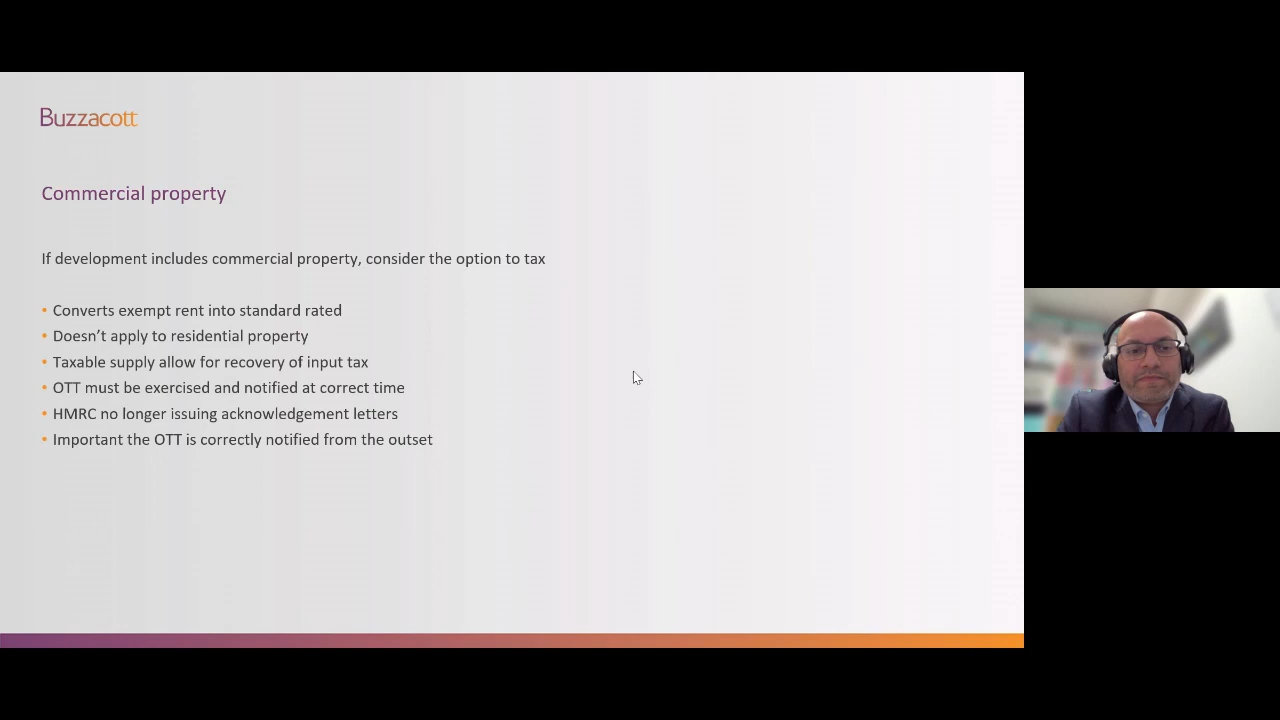 Buzzacott
Commercial property
If development includes commercial property, consider the option to tax
• Converts exempt rent into standard rated
• Doesn’t apply to residential property
• Taxable supply allow for recovery of input tax
• OTT must be exercised and notified at correct time
• HMRC no longer issuing acknowledgement letters
• Important the OTT is correctly notified from the outset